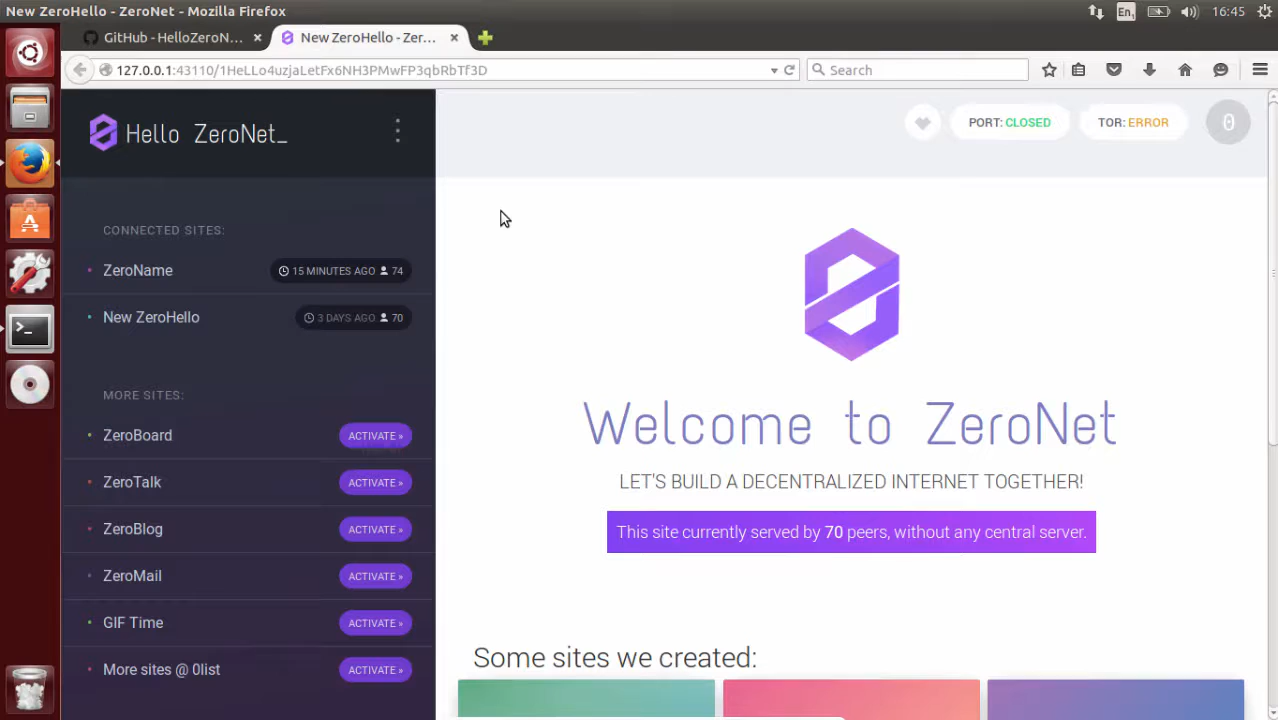 New ZeroHello - ZeroNet - Mozilla Firefox
En
16:45
GitHub - HelloZeroN...
New ZeroHello - Zer...
127.0.0.1:43110/1HeLLo4uzjaLetFx6NH3PMwFP3qbRbTf3D
Search
Hello ZeroNet_
PORT: CLOSED
TOR: ERROR
0
CONNECTED SITES:
ZeroName
15 MINUTES AGO 74
New ZeroHello
3 DAYS AGO 70
MORE SITES:
ZeroBoard
ACTIVATE »
ZeroTalk
ACTIVATE »
ZeroBlog
ACTIVATE »
ZeroMail
ACTIVATE »
GIF Time
ACTIVATE »
More sites @ 0list
ACTIVATE »
Welcome to ZeroNet
LET'S BUILD A DECENTRALIZED INTERNET TOGETHER!
This site currently served by 70 peers, without any central server.
Some sites we created: